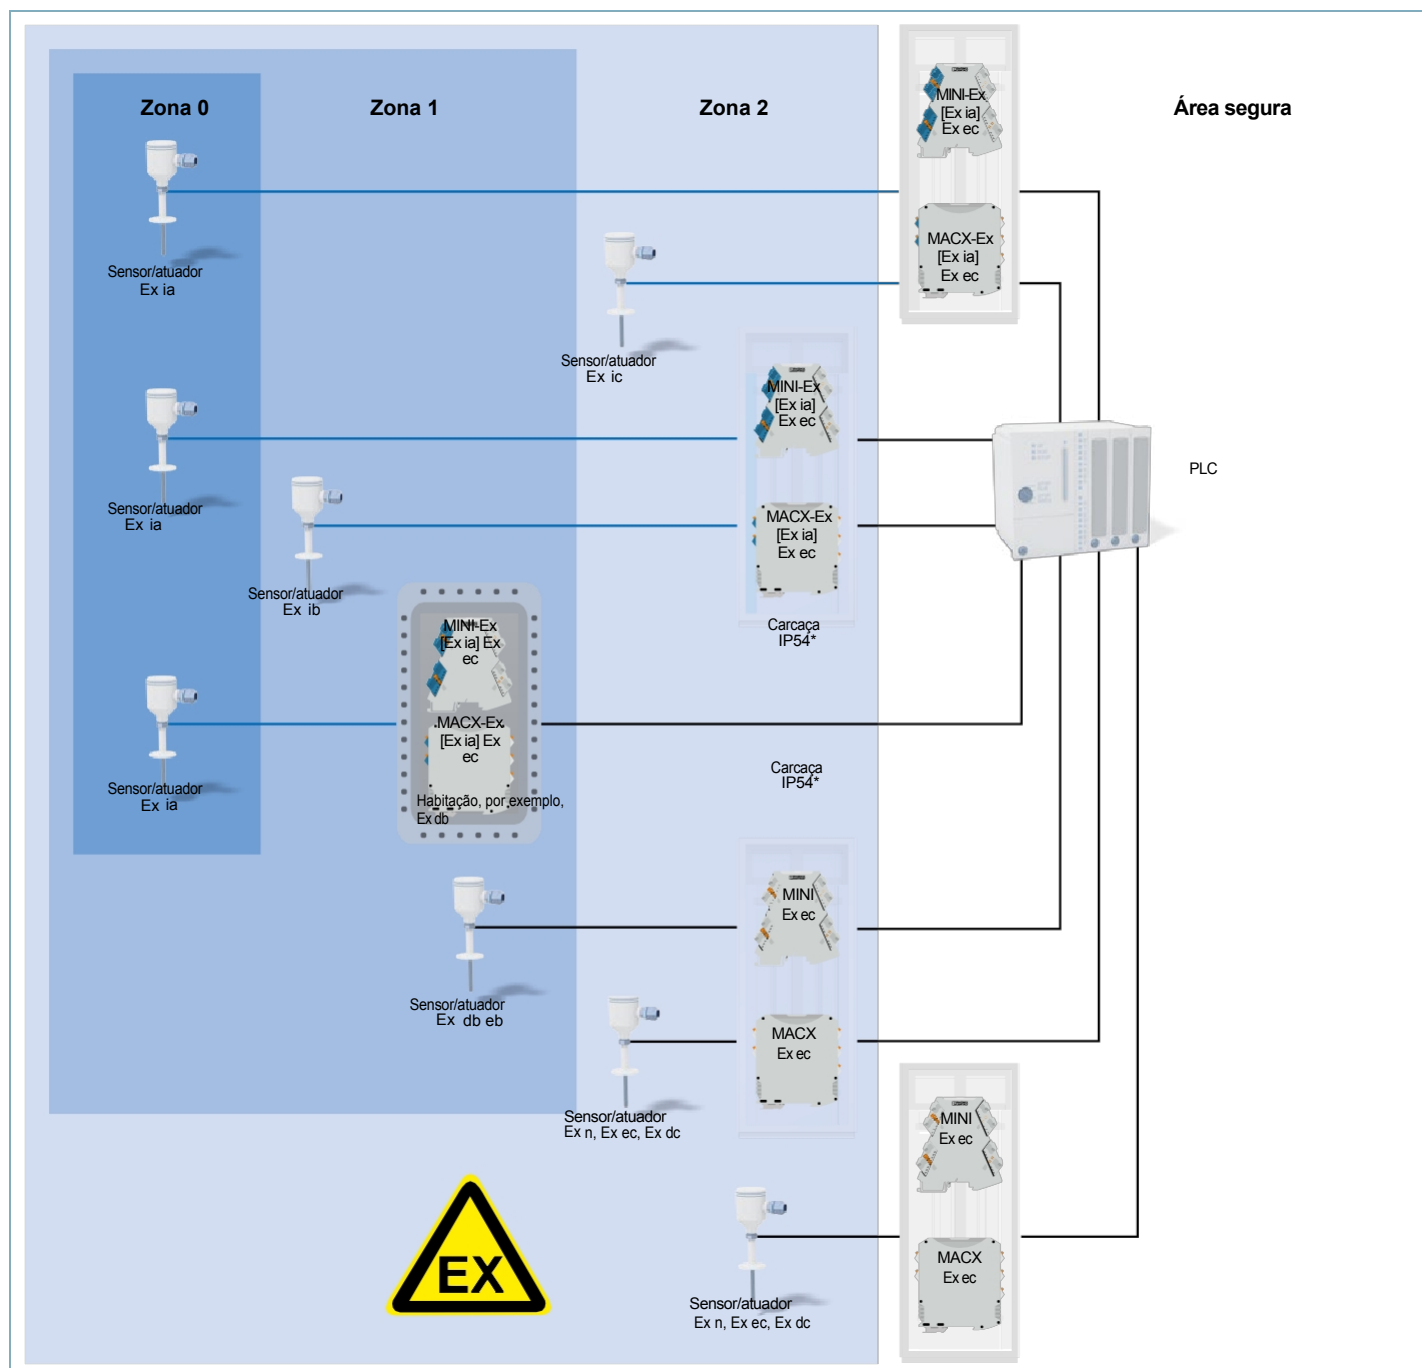 Zona 0
Zona 1
Zona 2
Área segura
MINI-Ex
[Ex ia]
Ex ec
MACX-Ex
[Ex ia]
Ex ec
Sensor/atuador
Ex ia
Sensor/atuador
Ex ic
MINI-Ex
[Ex ia]
Ex ec
PLC
Sensor/atuador
Ex ia
MACX-Ex
[Ex ia]
Ex ec
Sensor/atuador
Ex ib
Carcaça
IP54*
MINI-Ex
[Ex ia] Ex
ec
MACX-Ex
[Ex ia] Ex
ec
Sensor/atuador
Ex ia
Habitação, por exemplo,
Ex db
Carcaça
IP54*
MINI
Ex ec
Sensor/atuador
Ex db eb
MACX
Ex ec
Sensor/atuador
Ex n, Ex ec, Ex dc
MINI
Ex ec
EX
MACX
Ex ec
Sensor/atuador
Ex n, Ex ec, Ex dc